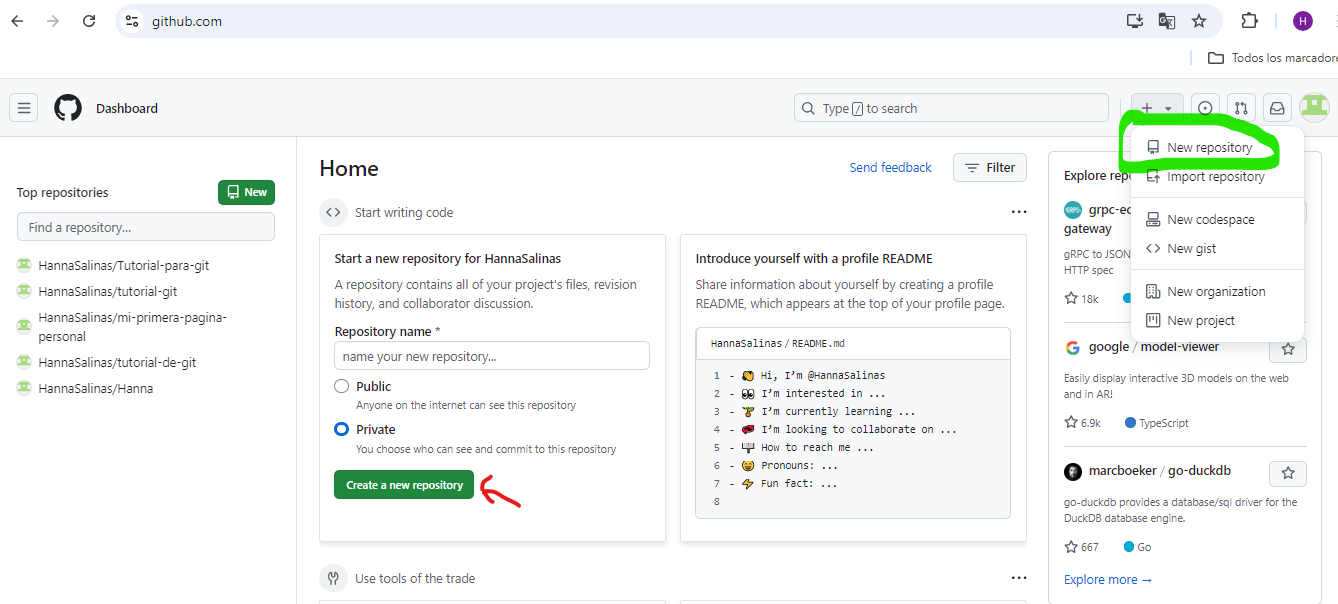 github.com
Todos los marcadore
Dashboard
Type / to search
New repository
Import repository
New codespace
New gist
New organization
New project
Top repositories
New
Find a repository...
HannaSalinas/Tutorial-para-git
HannaSalinas/tutorial-git
HannaSalinas/mi-primera-pagina-
personal
HannaSalinas/tutorial-de-git
HannaSalinas/Hanna
Home
Send feedback
Filter
Start writing code
Start a new repository for HannaSalinas
A repository contains all of your project's files, revision
history, and collaborator discussion.
Repository name *
name your new repository...
Public
Anyone on the internet can see this repository
Private
You choose who can see and commit to this repository
Create a new repository
Introduce yourself with a profile README
Share information about yourself by creating a profile
README, which appears at the top of your profile page.
HannaSalinas / README.md
1 - 👋 Hi, I’m @HannaSalinas
2 - 👀 I’m interested in ...
3 - 🌱 I’m currently learning ...
4 - 💞️ I’m looking to collaborate on ...
5 - 📫 How to reach me ...
6 - 😄 Pronouns: ...
7 - ⚡ Fun fact: ...
8
Use tools of the trade
Explore repo
grpc-ec
gateway
gRPC to JSON
HTTP spec
18k
google / model-viewer
Easily display interactive 3D models on the web
and in AR!
6.9k
TypeScript
marcboeker / go-duckdb
go-duckdb provides a database/sql driver for the
DuckDB database engine.
667
Go
Explore more →